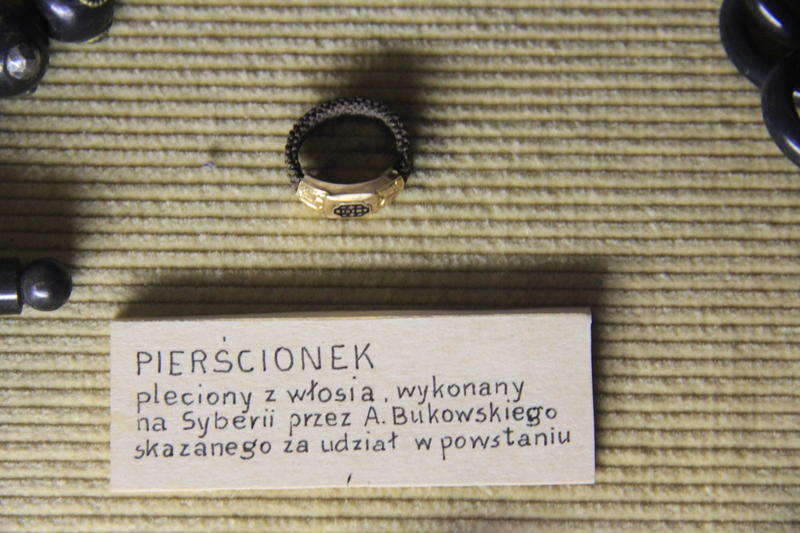 PIERŚCIONEK
pleciony z włosia, wykonany
na Syberii przez A. Bukowskiego
skazanego za udział w powstaniu